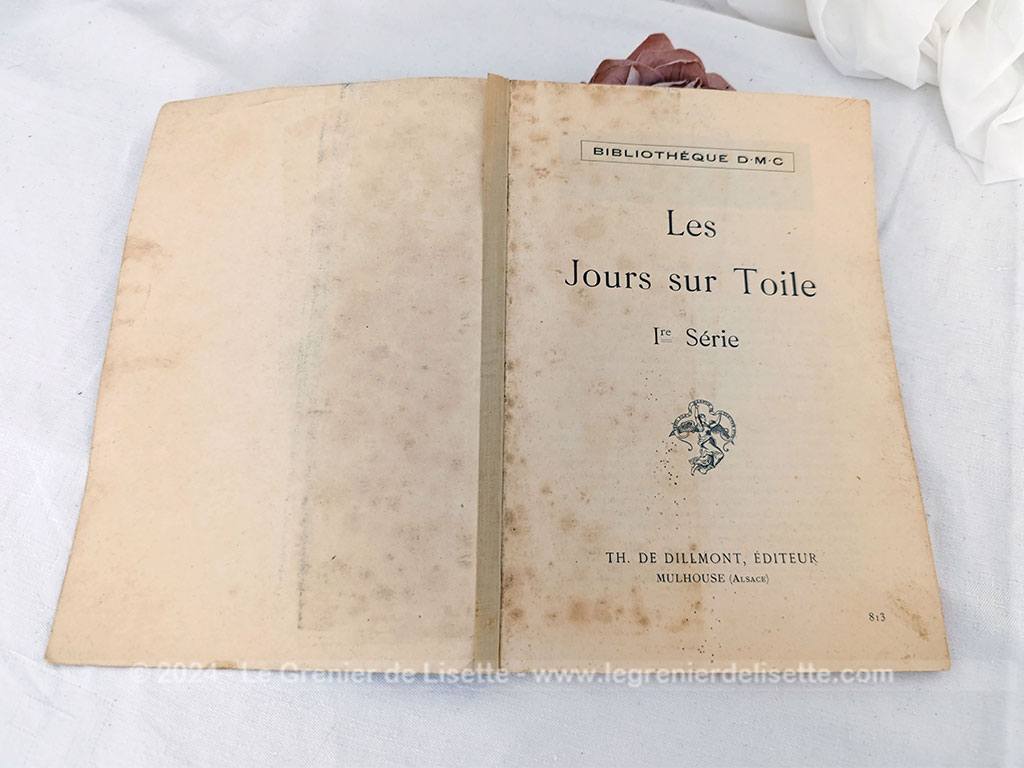 BIBLIOTHÉQUE D·M·C
Les
Jours sur Toile
Ire Série
TH. DE DILLMONT, ÉDITEUR
MULHOUSE (ALSACE)
813
© 2024 - Le Grenier de Lisette - www.legrenierdelisette.com